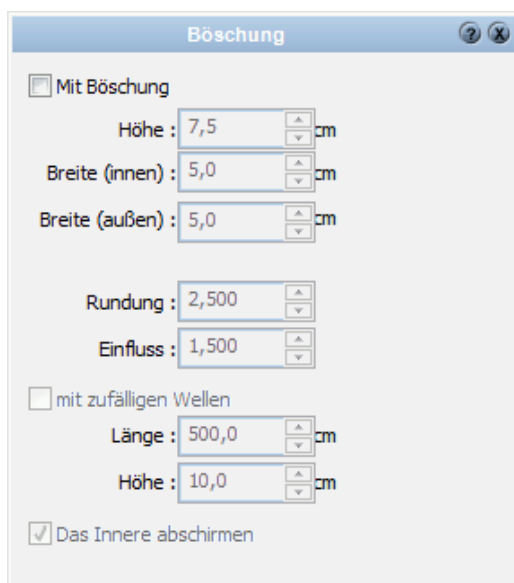 Böschung
Mit Böschung
Höhe : 7,5 cm
Breite (innen) : 5,0 cm
Breite (außen) : 5,0 cm
Rundung : 2,500
Einfluss : 1,500
mit zufälligen Wellen
Länge : 500,0 cm
Höhe : 10,0 cm
Das Innere abschirmen